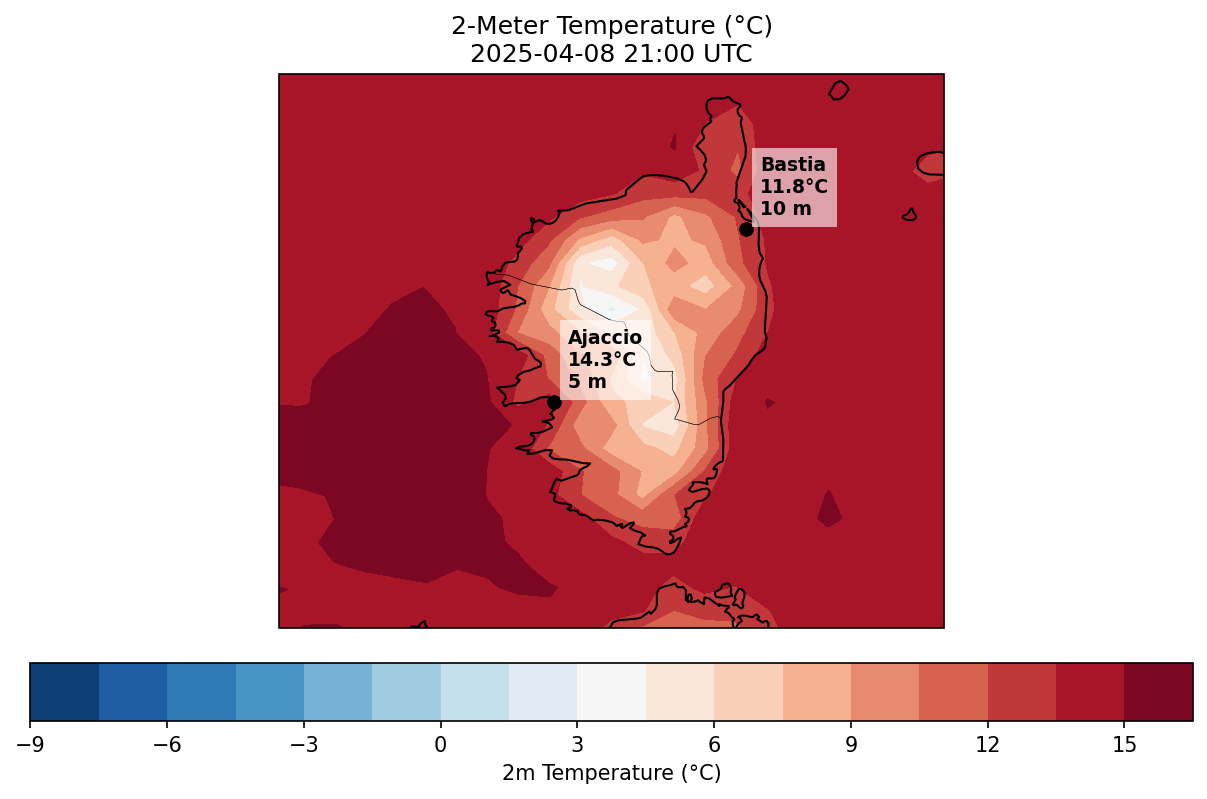 2-Meter Temperature (°C)
2025-04-08 21:00 UTC
Bastia
11.8°C
10 m
Ajaccio
14.3°C
5 m
−9 −6 −3 0 3 6 9 12 15
2m Temperature (°C)